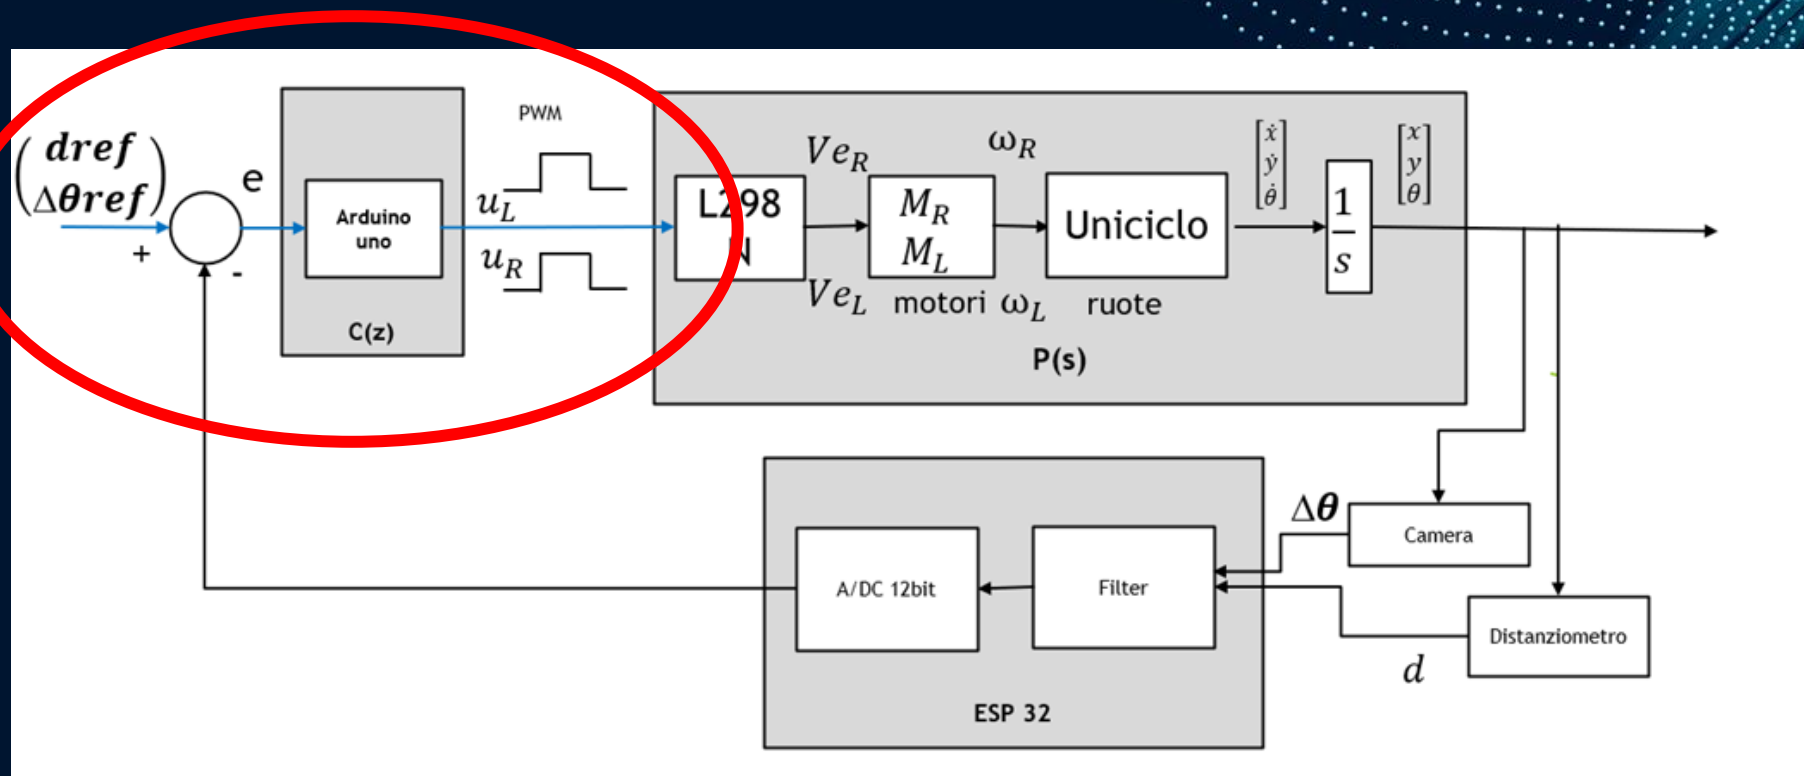 dref
Δθref
+
-
e
Arduino
uno
C(z)
PWM
u_L
u_R
L298
N
Ve_R
Ve_L
M_R
M_L
motori
ω_R
ω_L
Uniciclo
ruote
P(s)
ẋ
ẏ
θ̇
1
s
x
y
θ
Δθ
Camera
Distanziometro
d
Filter
A/DC 12bit
ESP 32